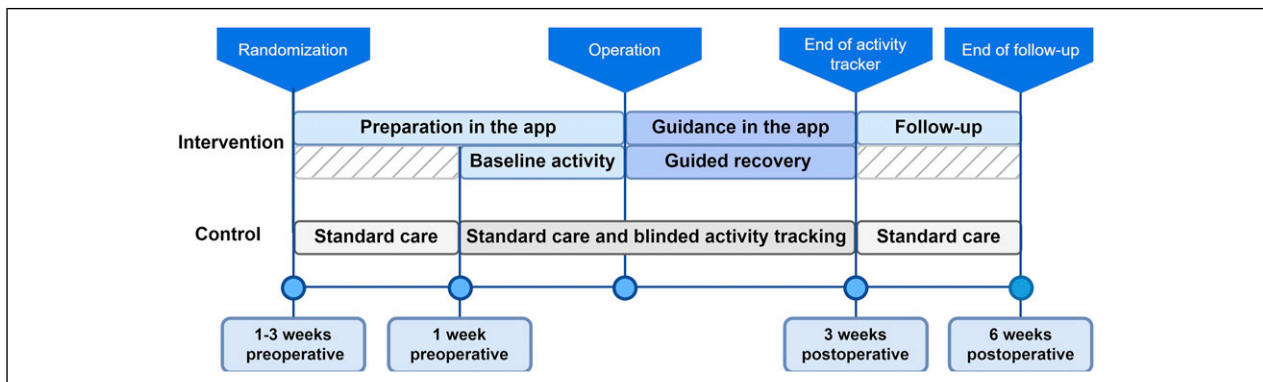 Randomization
Operation
End of activity
tracker
End of follow-up
Intervention
Preparation in the app
Guidance in the app
Follow-up
Baseline activity
Guided recovery
Control
Standard care
Standard care and blinded activity tracking
Standard care
1-3 weeks
preoperative
1 week
preoperative
3 weeks
postoperative
6 weeks
postoperative